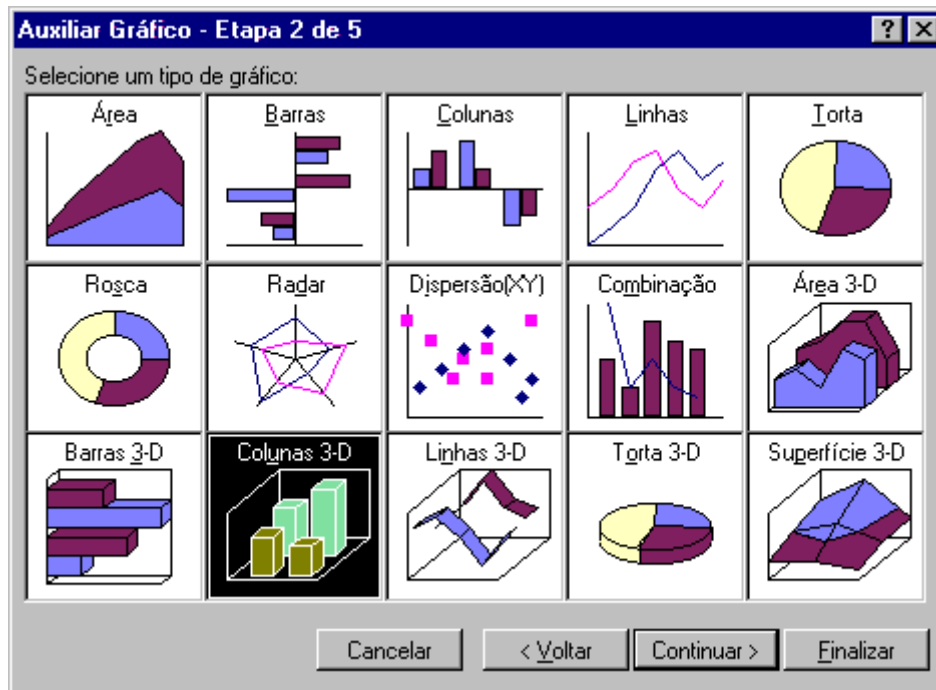 Auxiliar Gráfico - Etapa 2 de 5
Selecione um tipo de gráfico:
Área
Barras
Colunas
Linhas
Torta
Rosca
Radar
Dispersão(XY)
Combinação
Área 3-D
Barras 3-D
Colunas 3-D
Linhas 3-D
Torta 3-D
Superfície 3-D
Cancelar
< Voltar
Continuar >
Finalizar